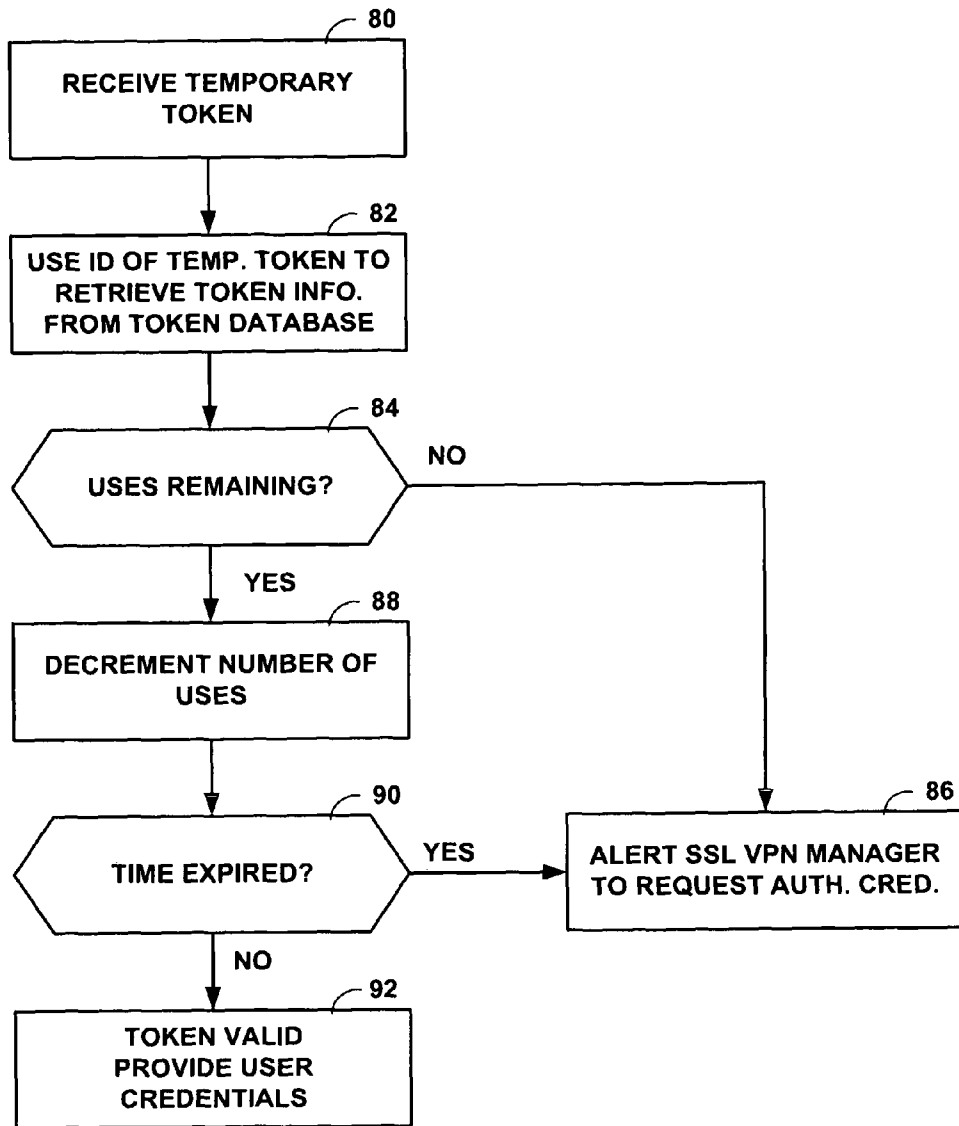 80
RECEIVE TEMPORARY
TOKEN
82
USE ID OF TEMP. TOKEN TO
RETRIEVE TOKEN INFO.
FROM TOKEN DATABASE
84
USES REMAINING?
NO
YES
88
DECREMENT NUMBER OF
USES
90
TIME EXPIRED?
YES
86
ALERT SSL VPN MANAGER
TO REQUEST AUTH. CRED.
NO
92
TOKEN VALID
PROVIDE USER
CREDENTIALS